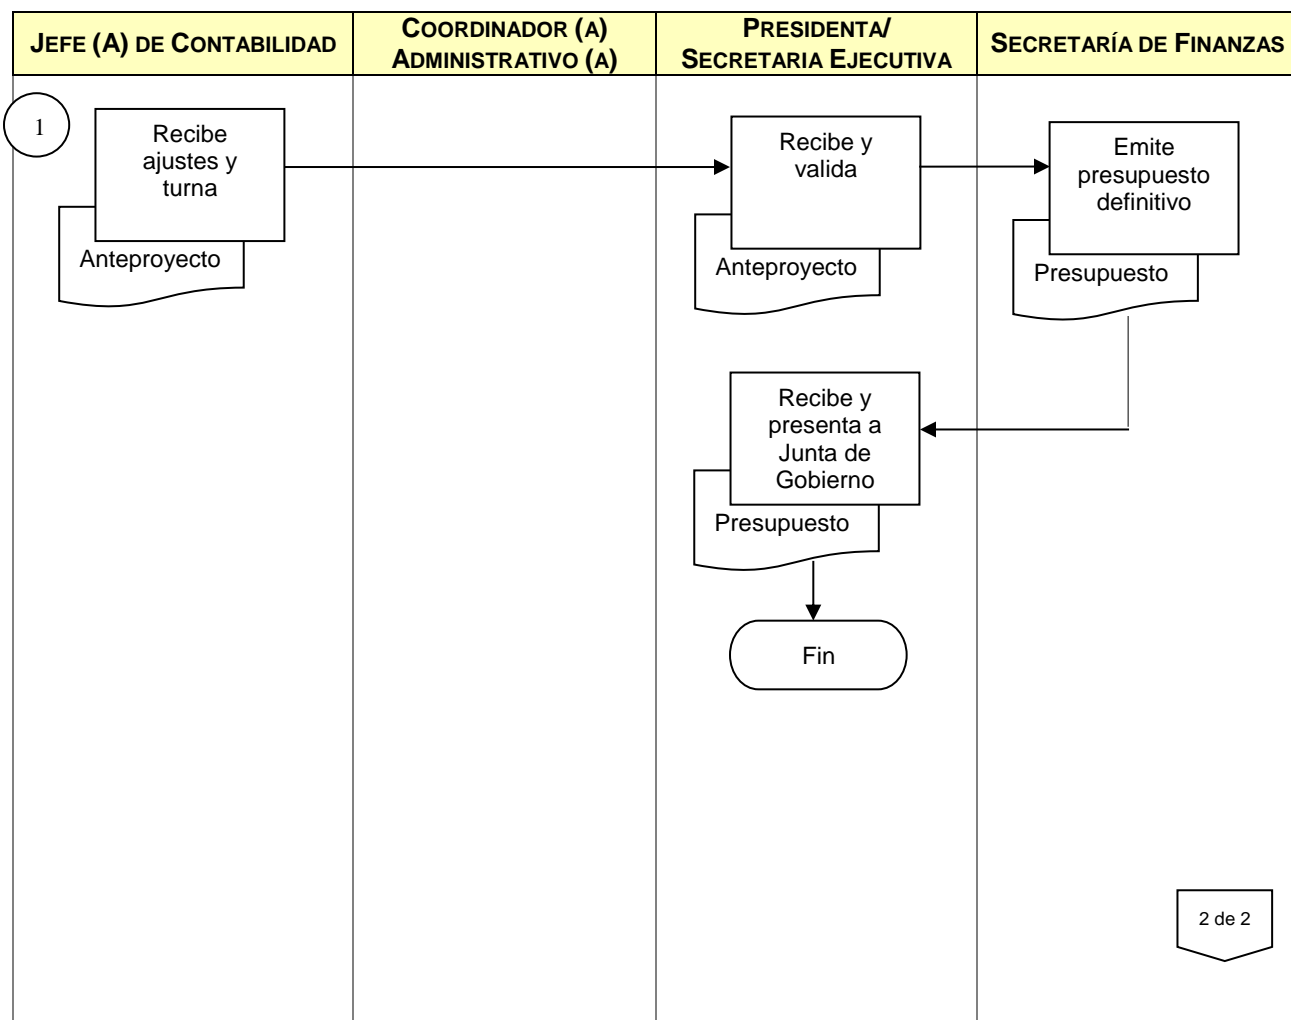 JEFE (A) DE CONTABILIDAD
COORDINADOR (A)
ADMINISTRATIVO (A)
PRESIDENTA/
SECRETARIA EJECUTIVA
SECRETARÍA DE FINANZAS
1
Recibe
ajustes y
turna
Anteproyecto
Recibe y
valida
Anteproyecto
Emite
presupuesto
definitivo
Presupuesto
Recibe y
presenta a
Junta de
Gobierno
Presupuesto
Fin
2 de 2